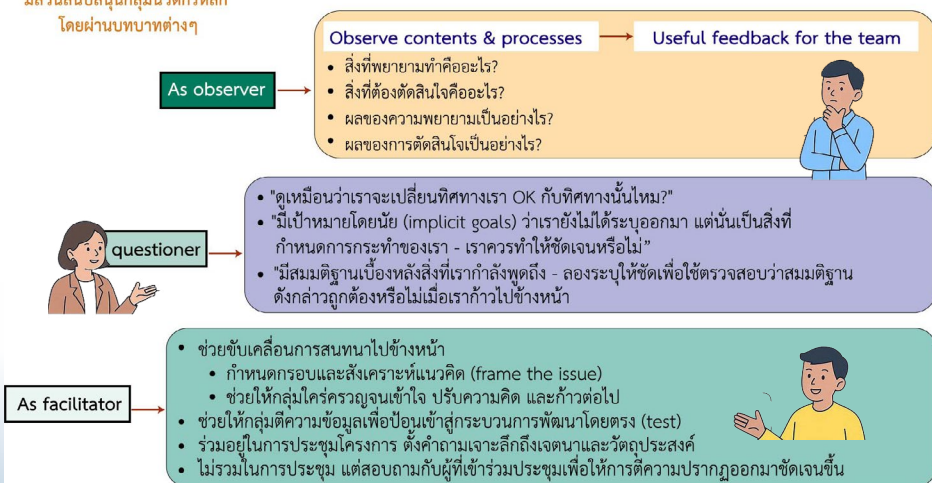 มีส่วนสนับสนุนกลุ่มนวัตกรหลัก
โดยผ่านบทบาทต่างๆ
Observe contents & processes
Useful feedback for the team
As observer
• สิ่งที่พยายามทำคืออะไร?
• สิ่งที่ต้องตัดสินใจคืออะไร?
• ผลของความพยายามเป็นอย่างไร?
• ผลของการตัดสินโจเป็นอย่างไร?
questioner
• "ดูเหมือนว่าเราจะเปลี่ยนทิศทางเรา OK กับทิศทางนั้นไหม?"
• "มีเป้าหมายโดยนัย (implicit goals) ว่าเรายังไม่ได้ระบุออกมา แต่นั่นเป็นสิ่งที่
กำหนดการกระทำของเรา - เราควรทำให้ชัดเจนหรือไม่”
• "มีสมมติฐานเบื้องหลังสิ่งที่เรากำลังพูดถึง - ลองระบุให้ชัดเพื่อใช้ตรวจสอบว่าสมมติฐาน
ดังกล่าวถูกต้องหรือไม่เมื่อเราก้าวไปข้างหน้า
As facilitator
• ช่วยขับเคลื่อนการสนทนาไปข้างหน้า
• กำหนดกรอบและสังเคราะห์แนวคิด (frame the issue)
• ช่วยให้กลุ่มใคร่ครวญจนเข้าใจ ปรับความคิด และก้าวต่อไป
• ช่วยให้กลุ่มตีความข้อมูลเพื่อป้อนเข้าสู่กระบวนการพัฒนาโดยตรง (test)
• ร่วมอยู่ในการประชุมโครงการ ตั้งคำถามเจาะลึกถึงเจตนาและวัตถุประสงค์
• ไม่รวมในการประชุม แต่สอบถามกับผู้ที่เข้าร่วมประชุมเพื่อให้การตีความปรากฏออกมาชัดเจนขึ้น